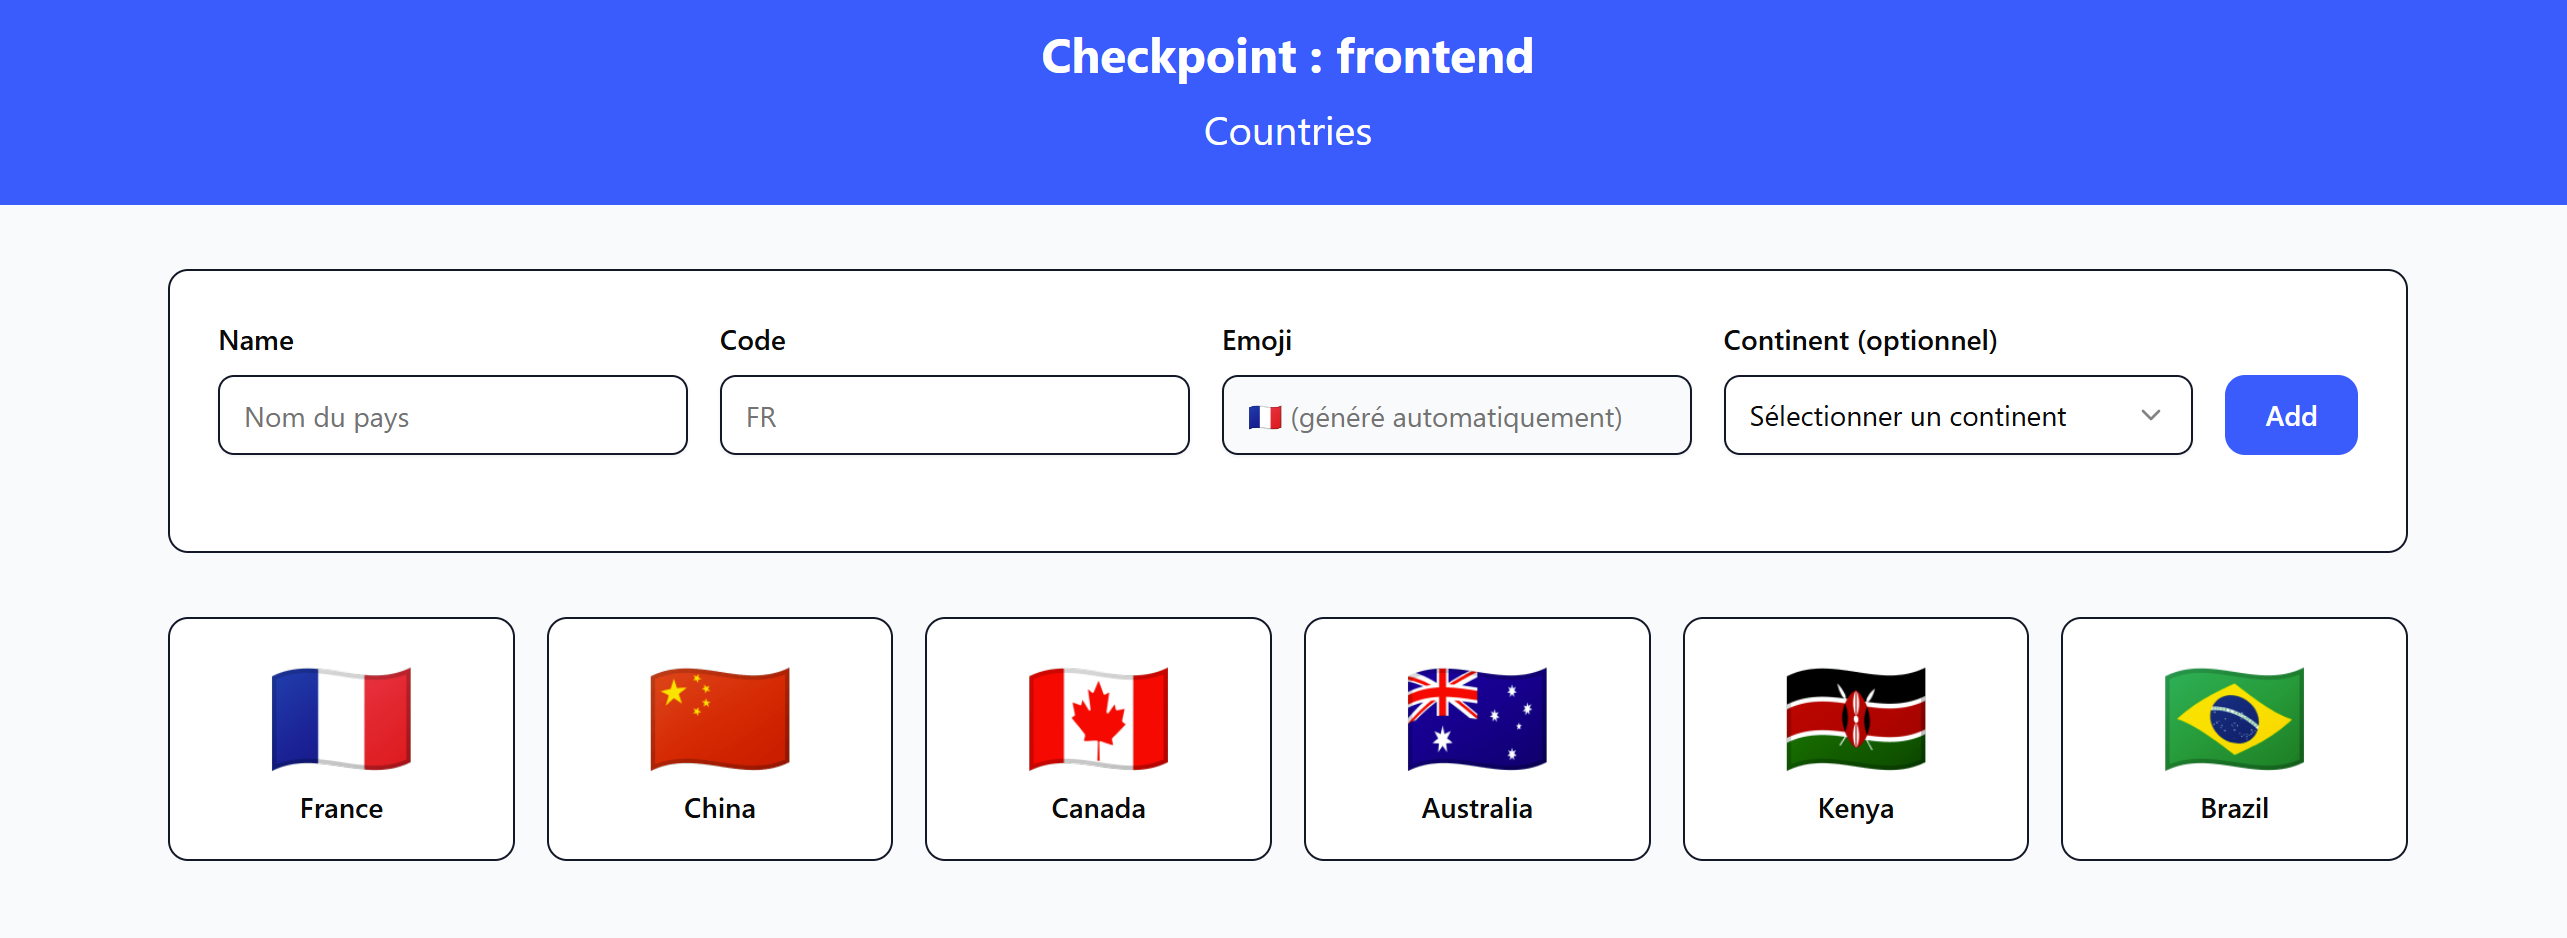 Checkpoint : frontend
Countries
Name
Code
Emoji
Continent (optionnel)
Nom du pays
FR
🇫🇷 (généré automatiquement)
Sélectionner un continent
Add
France
China
Canada
Australia
Kenya
Brazil